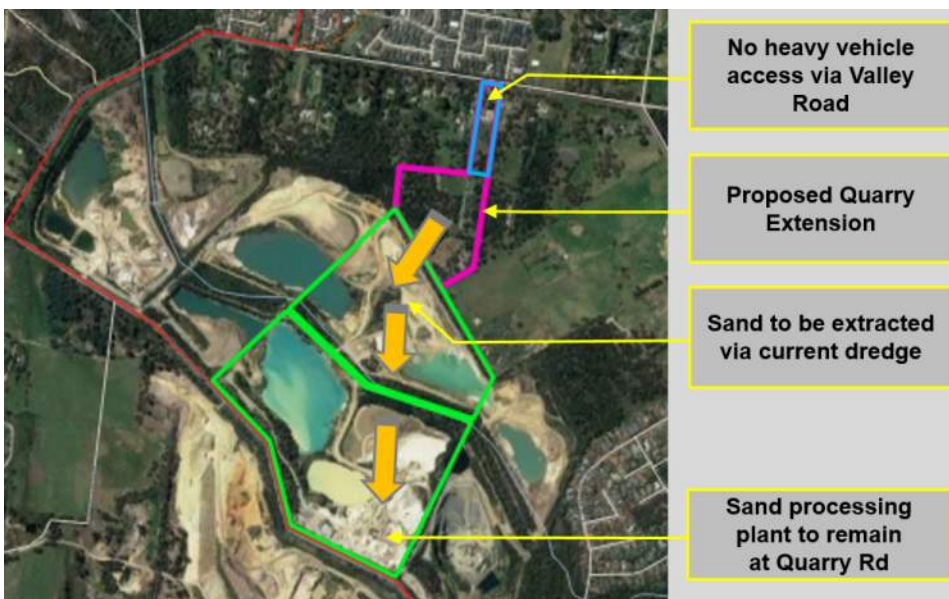 No heavy vehicle
access via Valley
Road
Proposed Quarry
Extension
Sand to be extracted
via current dredge
Sand processing
plant to remain
at Quarry Rd